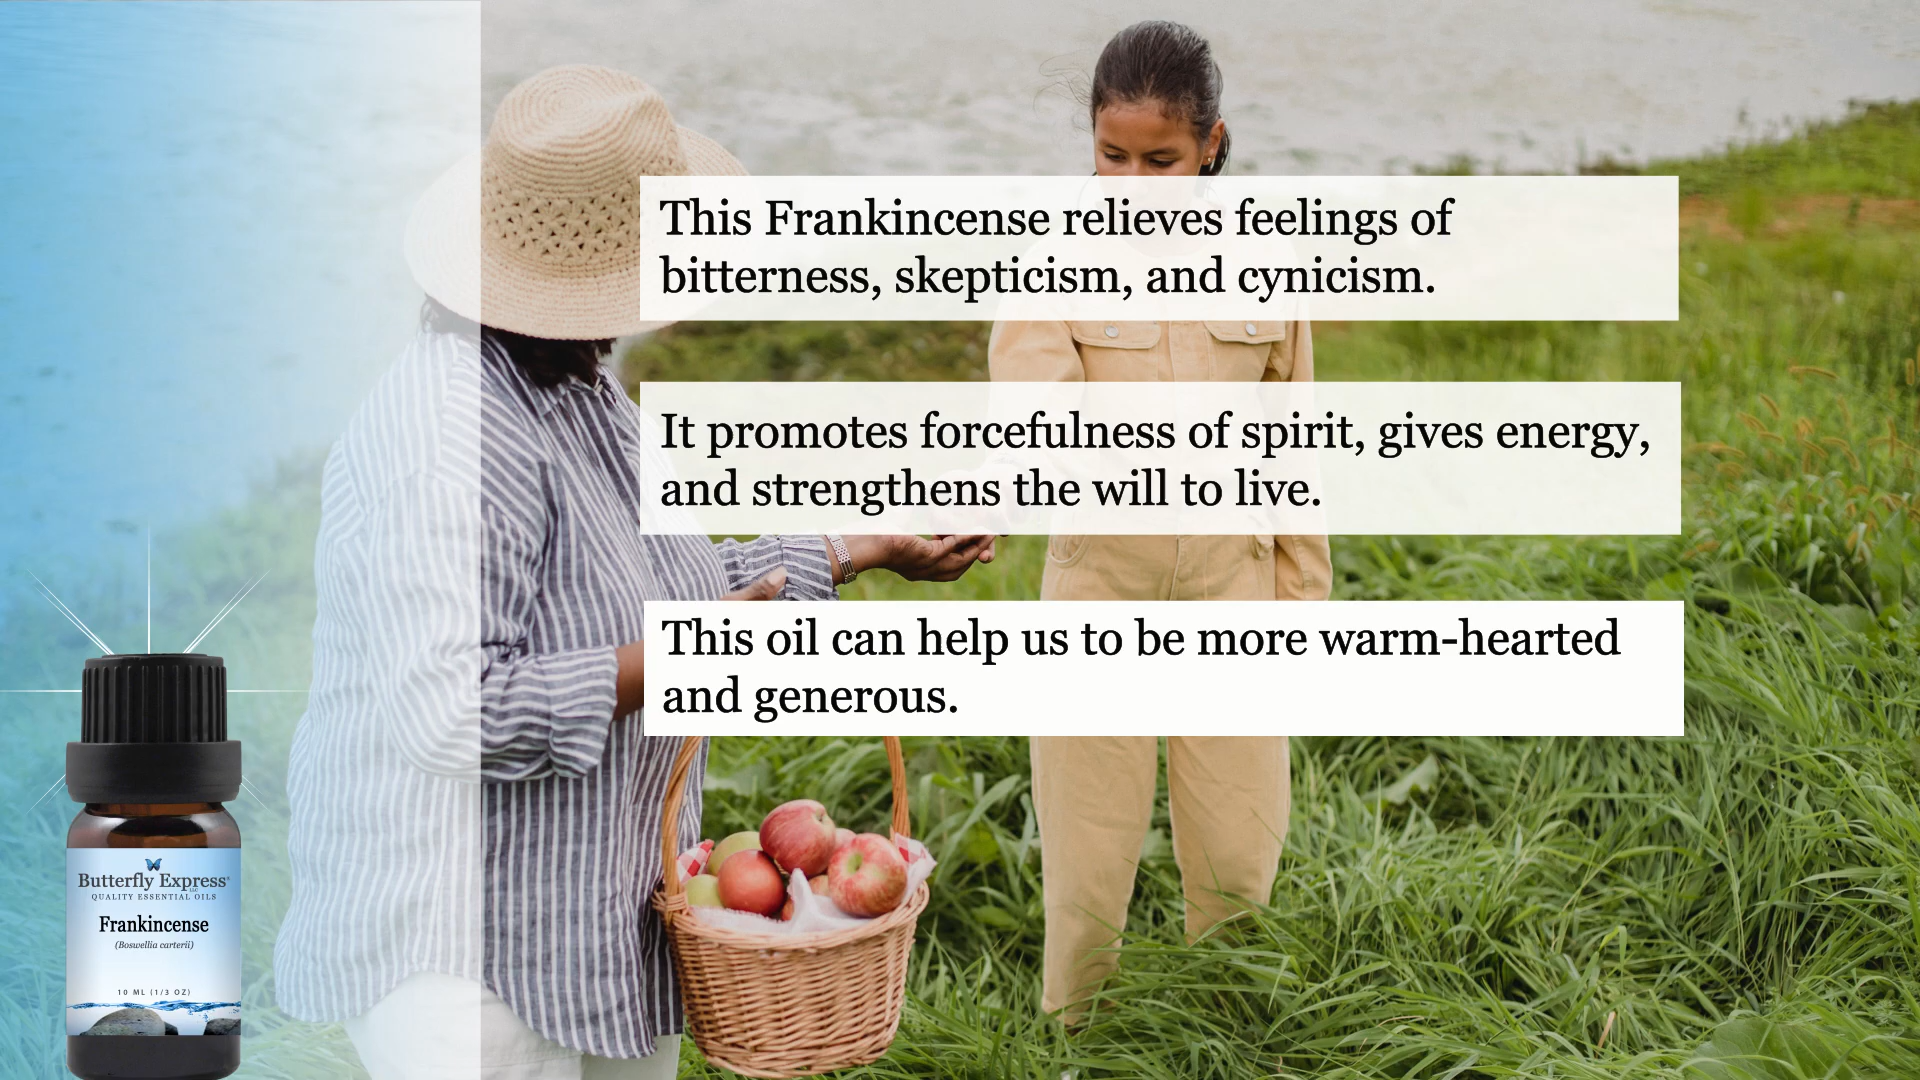 This Frankincense relieves feelings of
bitterness, skepticism, and cynicism.
It promotes forcefulness of spirit, gives energy,
and strengthens the will to live.
This oil can help us to be more warm-hearted
and generous.
Butterfly Express®
LLC
QUALITY ESSENTIAL OILS
Frankincense
(Boswellia carterii)
10 ML (1/3 OZ)